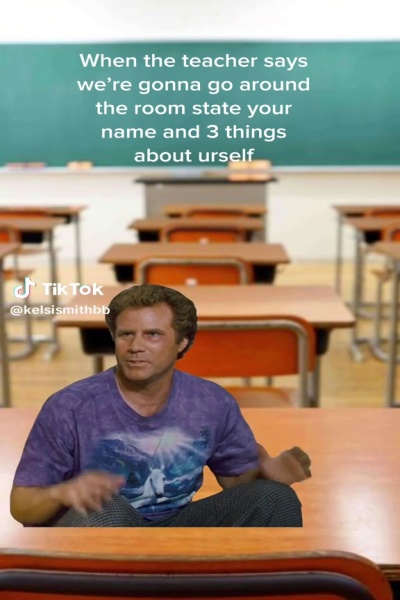 When the teacher says
we're gonna go around
the room state your
name and 3 things
about urself
TikTok
@kelsismithbb